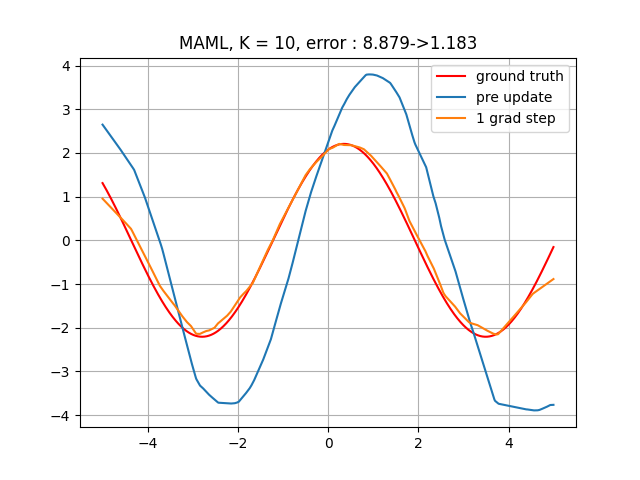 MAML, K = 10, error : 8.879->1.183
ground truth
pre update
1 grad step
4
3
2
1
0
−1
−2
−3
−4
−4 −2 0 2 4